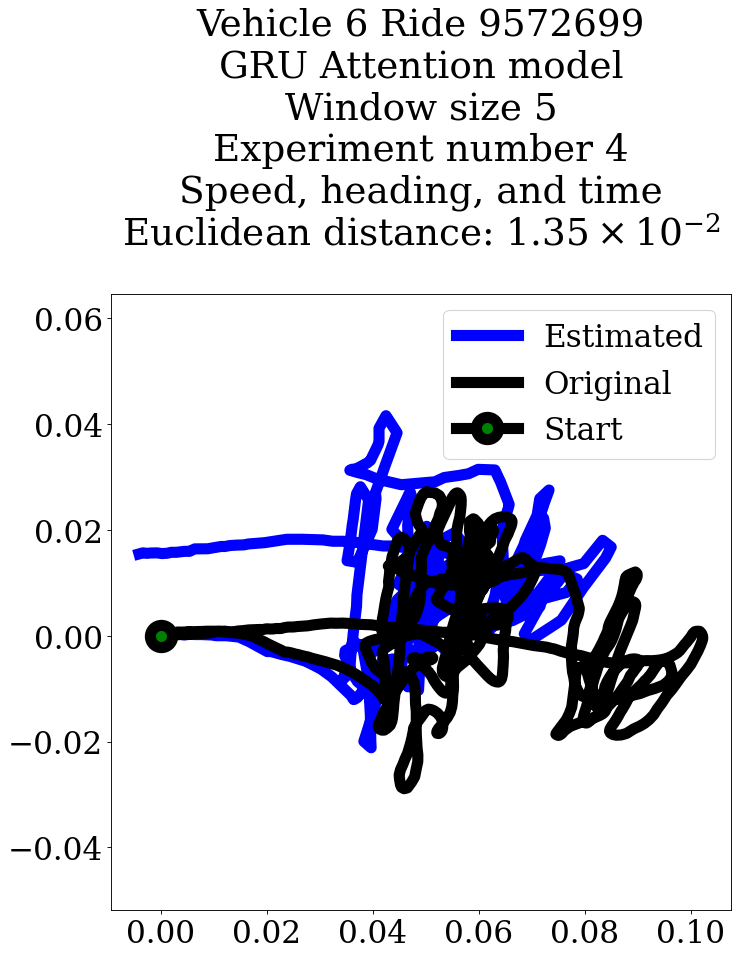 Vehicle 6 Ride 9572699
GRU Attention model
Window size 5
Experiment number 4
Speed, heading, and time
Euclidean distance: 1.35 × 10⁻²
Estimated
Original
Start
0.06
0.04
0.02
0.00
−0.02
−0.04
0.00 0.02 0.04 0.06 0.08 0.10